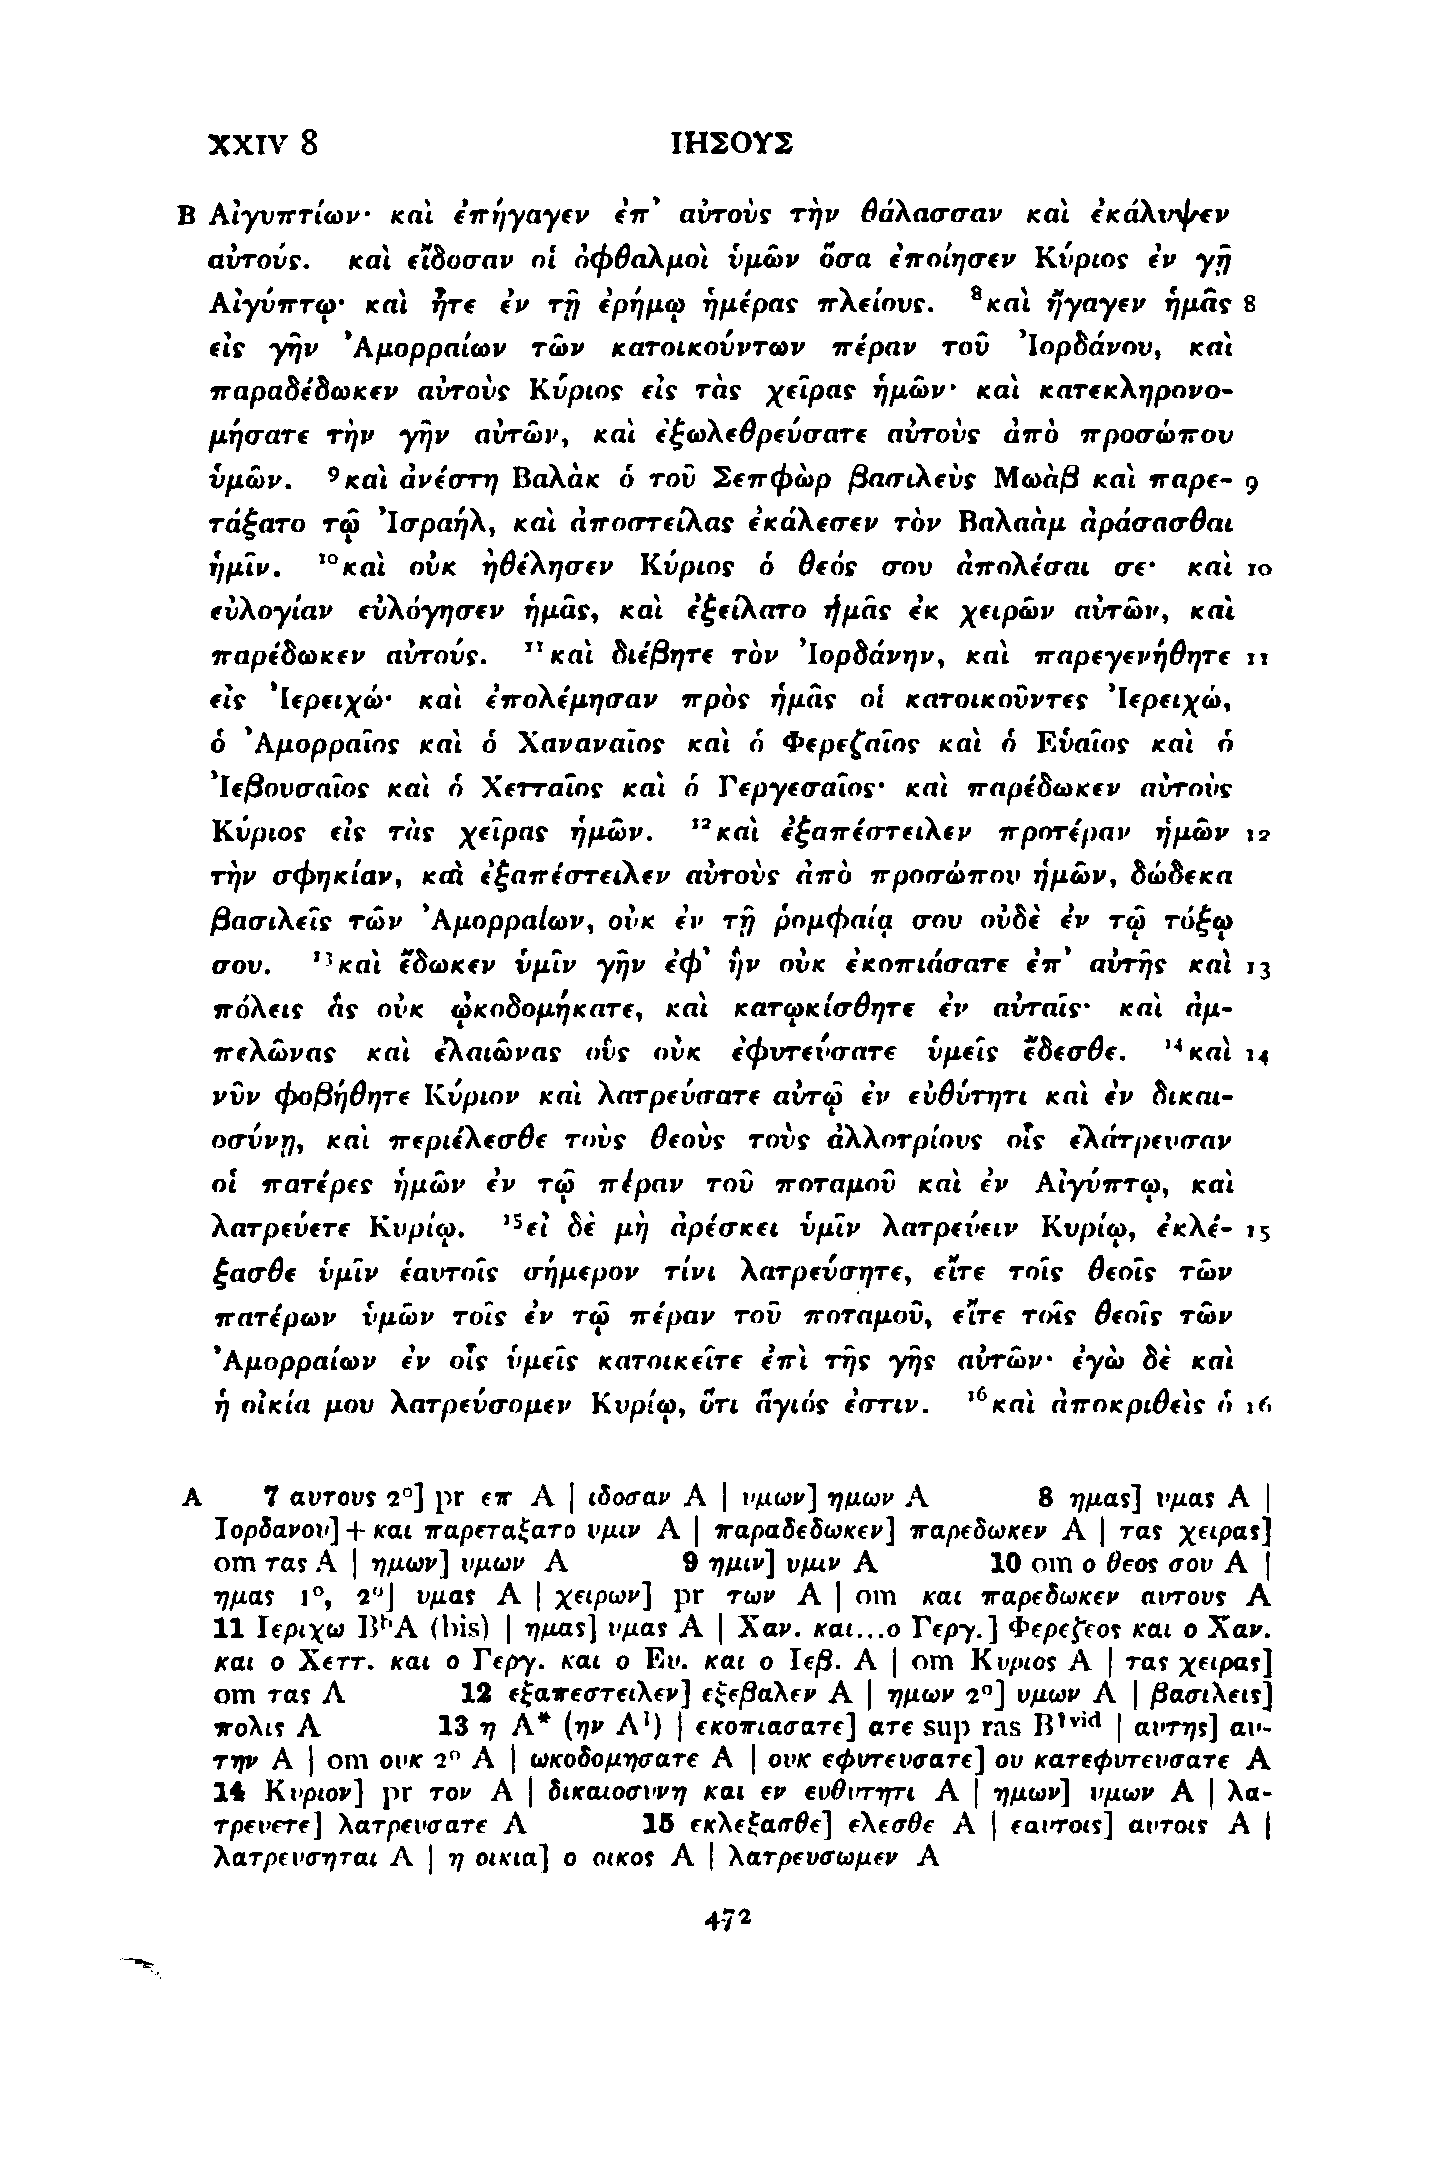 XXIV 8 ΙΗΣΟΥΣ
B Αἰγυπτίων· καὶ ἐπήγαγεν ἐπ᾽ αὐτοὺς τὴν θάλασσαν καὶ ἐκάλυψεν
αὐτούς. καὶ εἴδοσαν οἱ ὀφθαλμοὶ ὑμῶν ὅσα ἐποίησεν Κύριος ἐν γῇ
Αἰγύπτῳ· καὶ ἦτε ἐν τῇ ἐρήμῳ ἡμέρας πλείους. ⁸καὶ ἤγαγεν ἡμᾶς 8
εἰς γῆν Ἀμορραίων τῶν κατοικούντων πέραν τοῦ Ἰορδάνου, καὶ
παραδέδωκεν αὐτοὺς Κύριος εἰς τὰς χεῖρας ἡμῶν· καὶ κατεκληρονο-
μήσατε τὴν γῆν αὐτῶν, καὶ ἐξωλεθρεύσατε αὐτοὺς ἀπὸ προσώπου
ὑμῶν. ⁹καὶ ἀνέστη Βαλὰκ ὁ τοῦ Σεπφὼρ βασιλεὺς Μωὰβ καὶ παρε- 9
τάξατο τῷ Ἰσραήλ, καὶ ἀποστείλας ἐκάλεσεν τὸν Βαλαὰμ ἀράσασθαι
ἡμῖν. ¹⁰καὶ οὐκ ἠθέλησεν Κύριος ὁ θεός σου ἀπολέσαι σε· καὶ 10
εὐλογίαν εὐλόγησεν ἡμᾶς, καὶ ἐξείλατο ἡμᾶς ἐκ χειρῶν αὐτῶν, καὶ
παρέδωκεν αὐτούς. ¹¹καὶ διέβητε τὸν Ἰορδάνην, καὶ παρεγενήθητε 11
εἰς Ἰερειχώ· καὶ ἐπολέμησαν πρὸς ἡμᾶς οἱ κατοικοῦντες Ἰερειχώ,
ὁ Ἀμορραῖος καὶ ὁ Χαναναῖος καὶ ὁ Φερεζαῖος καὶ ὁ Εὑαῖος καὶ ὁ
Ἰεβουσαῖος καὶ ὁ Χετταῖος καὶ ὁ Γεργεσαῖος· καὶ παρέδωκεν αὐτοὺς
Κύριος εἰς τὰς χεῖρας ἡμῶν. ¹²καὶ ἐξαπέστειλεν προτέραν ἡμῶν 12
τὴν σφηκίαν, καὶ ἐξαπέστειλεν αὐτοὺς ἀπὸ προσώπου ἡμῶν, δώδεκα
βασιλεῖς τῶν Ἀμορραίων, οὐκ ἐν τῇ ῥομφαίᾳ σου οὐδὲ ἐν τῷ τόξῳ
σου. ¹³καὶ ἔδωκεν ὑμῖν γῆν ἐφ᾽ ἣν οὐκ ἐκοπιάσατε ἐπ᾽ αὐτῆς καὶ 13
πόλεις ἃς οὐκ ᾠκοδομήκατε, καὶ κατῳκίσθητε ἐν αὐταῖς· καὶ ἀμ-
πελῶνας καὶ ἐλαιῶνας οὓς οὐκ ἐφυτεύσατε ὑμεῖς ἔδεσθε. ¹⁴καὶ 14
νῦν φοβήθητε Κύριον καὶ λατρεύσατε αὐτῷ ἐν εὐθύτητι καὶ ἐν δικαι-
οσύνῃ, καὶ περιέλεσθε τοὺς θεοὺς τοὺς ἀλλοτρίους οἷς ἐλάτρευσαν
οἱ πατέρες ἡμῶν ἐν τῷ πέραν τοῦ ποταμοῦ καὶ ἐν Αἰγύπτῳ, καὶ
λατρεύετε Κυρίῳ. ¹⁵εἰ δὲ μὴ ἀρέσκει ὑμῖν λατρεύειν Κυρίῳ, ἐκλέ- 15
ξασθε ὑμῖν ἑαυτοῖς σήμερον τίνι λατρεύσητε, εἴτε τοῖς θεοῖς τῶν
πατέρων ὑμῶν τοῖς ἐν τῷ πέραν τοῦ ποταμοῦ, εἴτε τοῖς θεοῖς τῶν
Ἀμορραίων ἐν οἷς ὑμεῖς κατοικεῖτε ἐπὶ τῆς γῆς αὐτῶν· ἐγὼ δὲ καὶ
ἡ οἰκία μου λατρεύσομεν Κυρίῳ, ὅτι ἅγιός ἐστιν. ¹⁶καὶ ἀποκριθεὶς ὁ 16
A 7 αυτους 2°] pr επ A | ιδοσαν A | υμων] ημων A 8 ημας] υμας A |
Ιορδανου] + και παρεταξατο υμιν A | παραδεδωκεν] παρεδωκεν A | τας χειρας]
om τας A | ημων] υμων A 9 ημιν] υμιν A 10 om ο θεος σου A |
ημας 1°, 2°] υμας A | χειρων] pr των A | om και παρεδωκεν αυτους A
11 Ιεριχω BᵇA (bis) | ημας] υμας A | Χαν. και...ο Γεργ.] Φερεζεος και ο Χαν.
και ο Χεττ. και ο Γεργ. και ο Ευ. και ο Ιεβ. A | om Κυριος A | τας χειρας]
om τας A 12 εξαπεστειλεν] εξεβαλεν A | ημων 2°] υμων A | βασιλεις]
πολις A 13 η A* (ην A¹) | εκοπιασατε] ατε sup ras B¹ᵛⁱᵈ | αυτης] αυ-
την A | om ουκ 2° A | ωκοδομησατε A | ουκ εφυτευσατε] ου κατεφυτευσατε A
14 Κυριον] pr τον A | δικαιοσυνη και εν ευθυτητι A | ημων] υμων A | λα-
τρευετε] λατρευσατε A 15 εκλεξασθε] ελεσθε A | εαυτοις] αυτοις A |
λατρευσηται A | η οικια] ο οικος A | λατρευσωμεν A
472